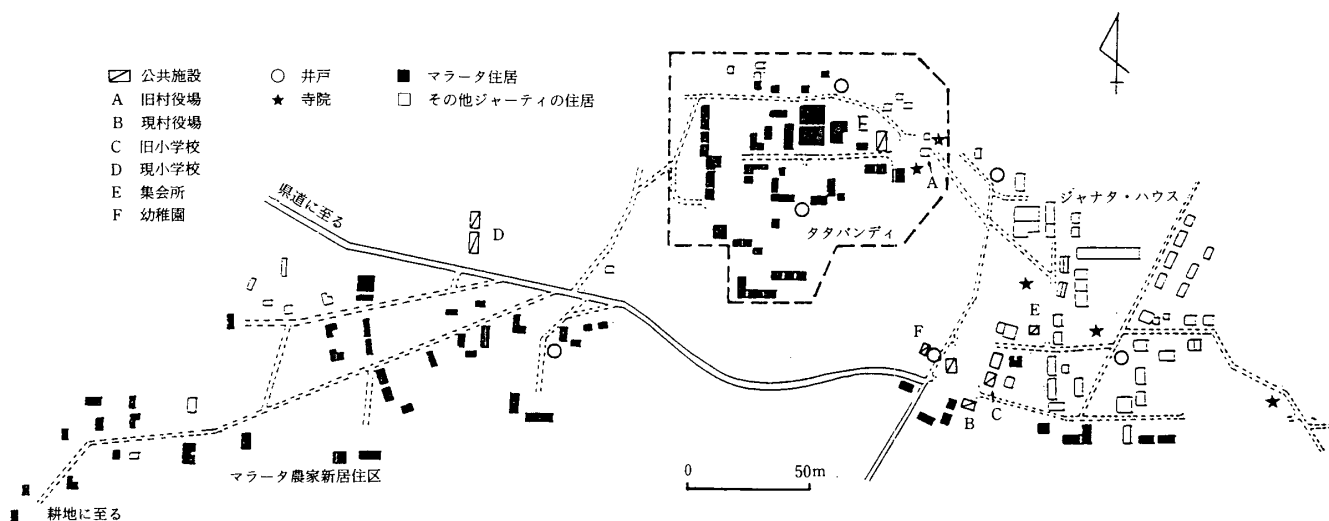 公共施設
A 旧村役場
B 現村役場
C 旧小学校
D 現小学校
E 集会所
F 幼稚園
井戸
寺院
マラータ住居
その他ジャーティの住居
県道に至る
D
E
A
タタバンディ
ジャナタ・ハウス
E
F
B
C
マラータ農家新居住区
耕地に至る
0 50m